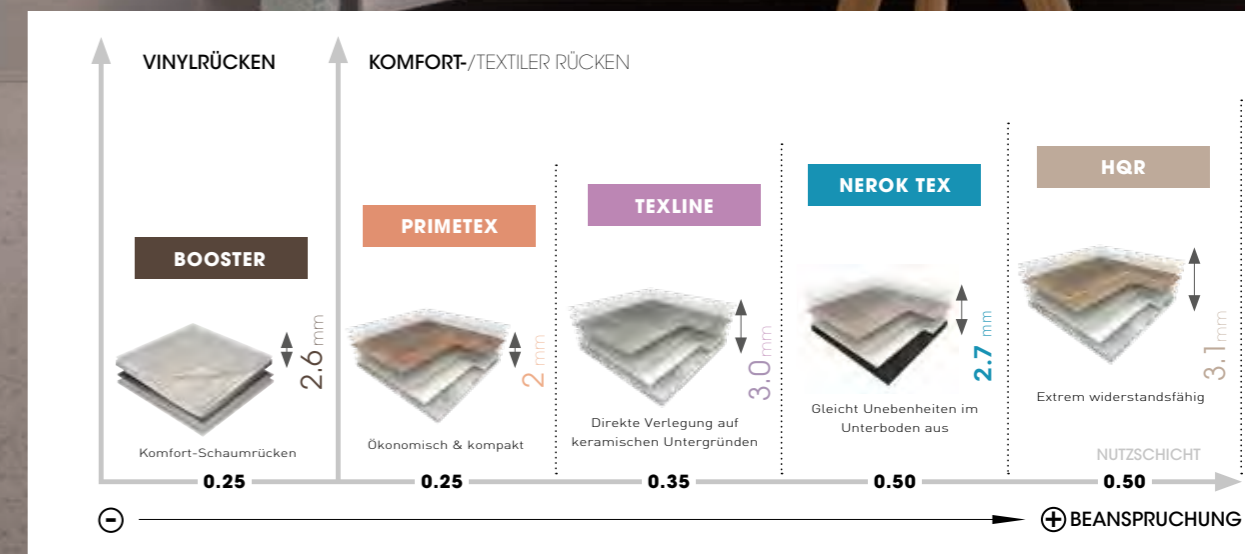 VINYLRÜCKEN
KOMFORT-/TEXTILER RÜCKEN
BOOSTER
2.6 mm
Komfort-Schaumrücken
0.25
PRIMETEX
2 mm
Ökonomisch & kompakt
0.25
TEXLINE
3.0 mm
Direkte Verlegung auf
keramischen Untergründen
0.35
NEROK TEX
2.7 mm
Gleicht Unebenheiten im
Unterboden aus
0.50
HQR
3.1 mm
Extrem widerstandsfähig
NUTZSCHICHT
0.50
BEANSPRUCHUNG